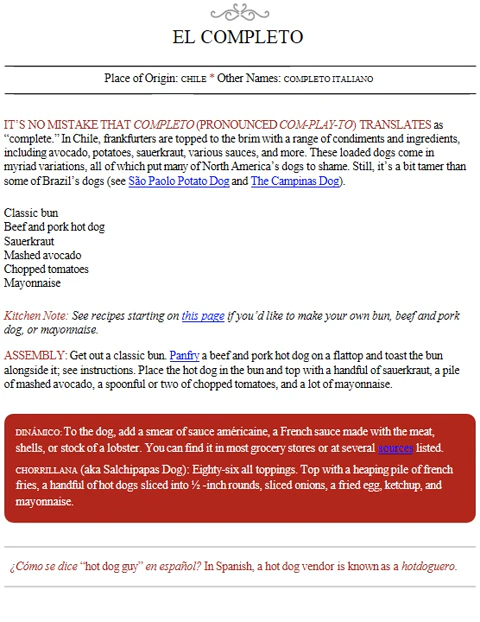 EL COMPLETO
Place of Origin: CHILE * Other Names: COMPLETO ITALIANO
IT'S NO MISTAKE THAT COMPLETO (PRONOUNCED COM-PLAY-TO) TRANSLATES as
“complete.” In Chile, frankfurters are topped to the brim with a range of condiments and ingredients,
including avocado, potatoes, sauerkraut, various sauces, and more. These loaded dogs come in
myriad variations, all of which put many of North America's dogs to shame. Still, it's a bit tamer than
some of Brazil's dogs (see São Paolo Potato Dog and The Campinas Dog).
Classic bun
Beef and pork hot dog
Sauerkraut
Mashed avocado
Chopped tomatoes
Mayonnaise
Kitchen Note: See recipes starting on this page if you'd like to make your own bun, beef and pork
dog, or mayonnaise.
ASSEMBLY: Get out a classic bun. Panfry a beef and pork hot dog on a flattop and toast the bun
alongside it; see instructions. Place the hot dog in the bun and top with a handful of sauerkraut, a pile
of mashed avocado, a spoonful or two of chopped tomatoes, and a lot of mayonnaise.
DINÁMICO: To the dog, add a smear of sauce américaine, a French sauce made with the meat,
shells, or stock of a lobster. You can find it in most grocery stores or at several sources listed.
CHORRILLANA (aka Salchipapas Dog): Eighty-six all toppings. Top with a heaping pile of french
fries, a handful of hot dogs sliced into ½ -inch rounds, sliced onions, a fried egg, ketchup, and
mayonnaise.
¿Cómo se dice “hot dog guy” en español? In Spanish, a hot dog vendor is known as a hotdoguero.